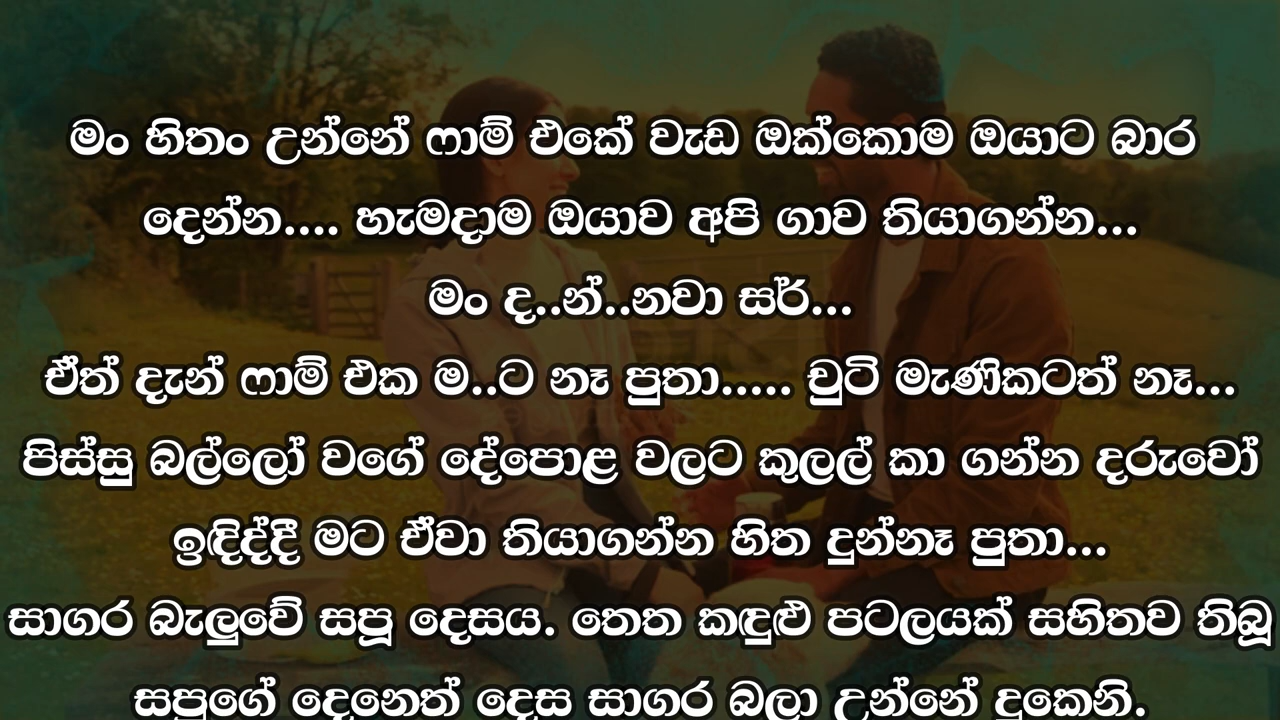 මං හිතං උන්නේ ෆාම් එකේ වැඩ ඔක්කොම ඔයාට බාර
දෙන්න.... හැමදාම ඔයාව අපි ගාව තියාගන්න...
මං ද..න්..නවා සර්...
ඒත් දැන් ෆාම් එක ම..ට නෑ පුතා..... චුටි මැණිකටත් නෑ...
පිස්සු බල්ලෝ වගේ දේපොළ වලට කුලල් කා ගන්න දරුවෝ
ඉඳිද්දී මට ඒවා තියාගන්න හිත දුන්නෑ පුතා...
සාගර බැලුවේ සපූ දෙසය. තෙත කඳුළු පටලයක් සහිතව තිබූ
සපුගේ දෙනෙත් දෙස සාගර බලා උන්නේ දුකෙනි.